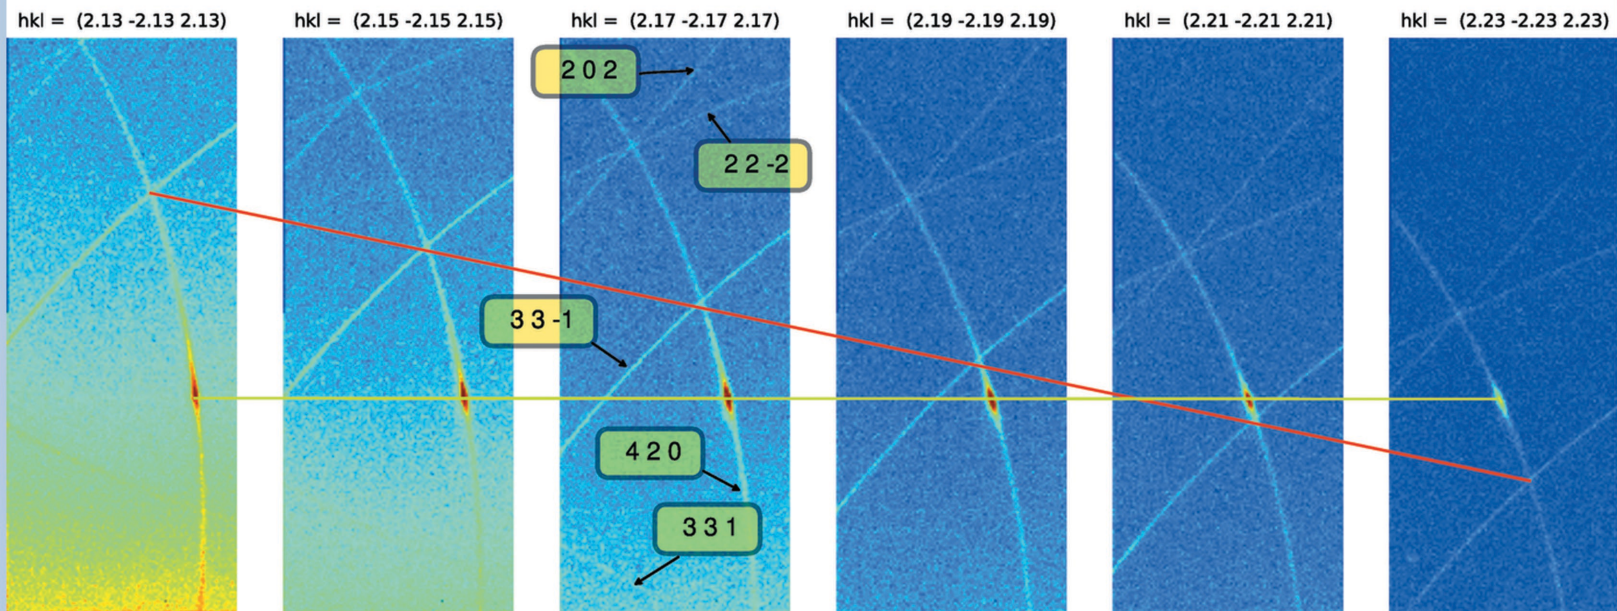 hkl = (2.13 -2.13 2.13)
hkl = (2.15 -2.15 2.15)
hkl = (2.17 -2.17 2.17)
hkl = (2.19 -2.19 2.19)
hkl = (2.21 -2.21 2.21)
hkl = (2.23 -2.23 2.23)
2 0 2
2 2 -2
3 3 -1
4 2 0
3 3 1